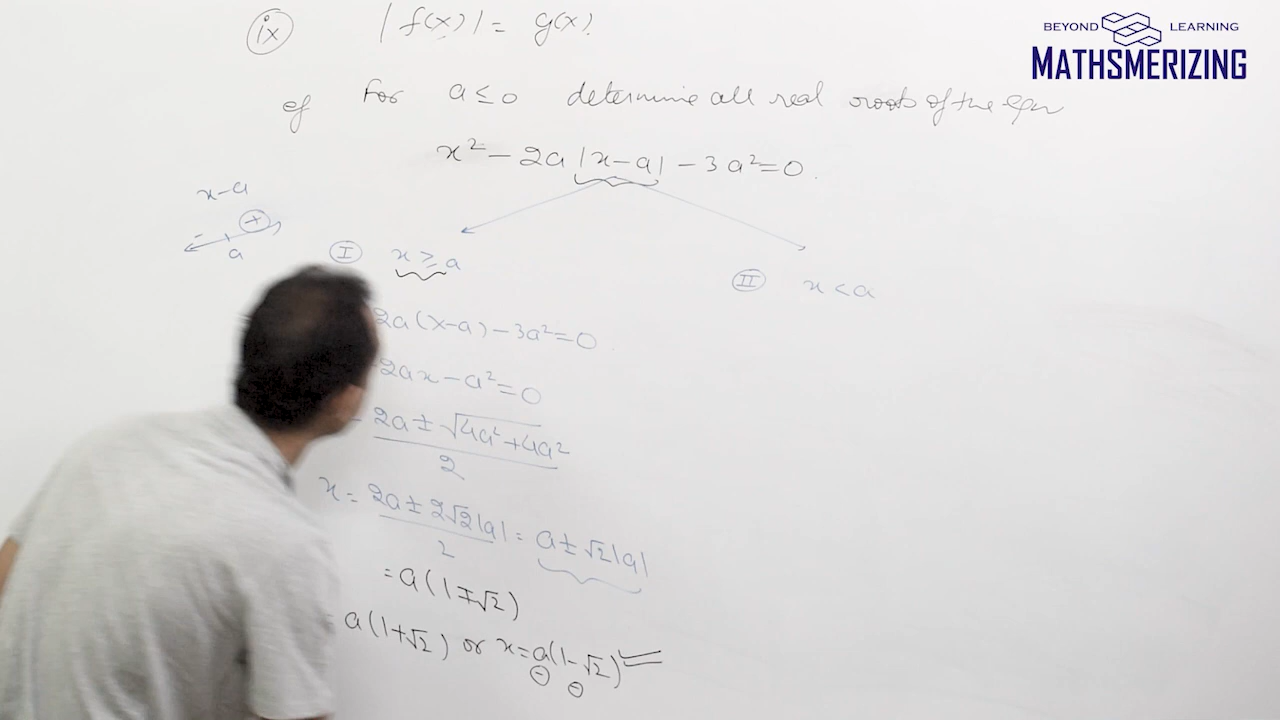 BEYOND LEARNING
MATHSMERIZING
ix |f(x)| = g(x).
eg for a ≤ 0 determine all real roots of the eqn
x² - 2a |x-a| - 3a² = 0.
x-a
- +
a
I x ≥ a
II x < a
2a(x-a) - 3a² = 0
2ax - a² = 0
2a ± √4a² + 4a²
2
x = 2a ± 2√2|a| = a ± √2|a|
2
= a(1 ∓ √2)
= a(1+√2) or x = a(1-√2)
- -